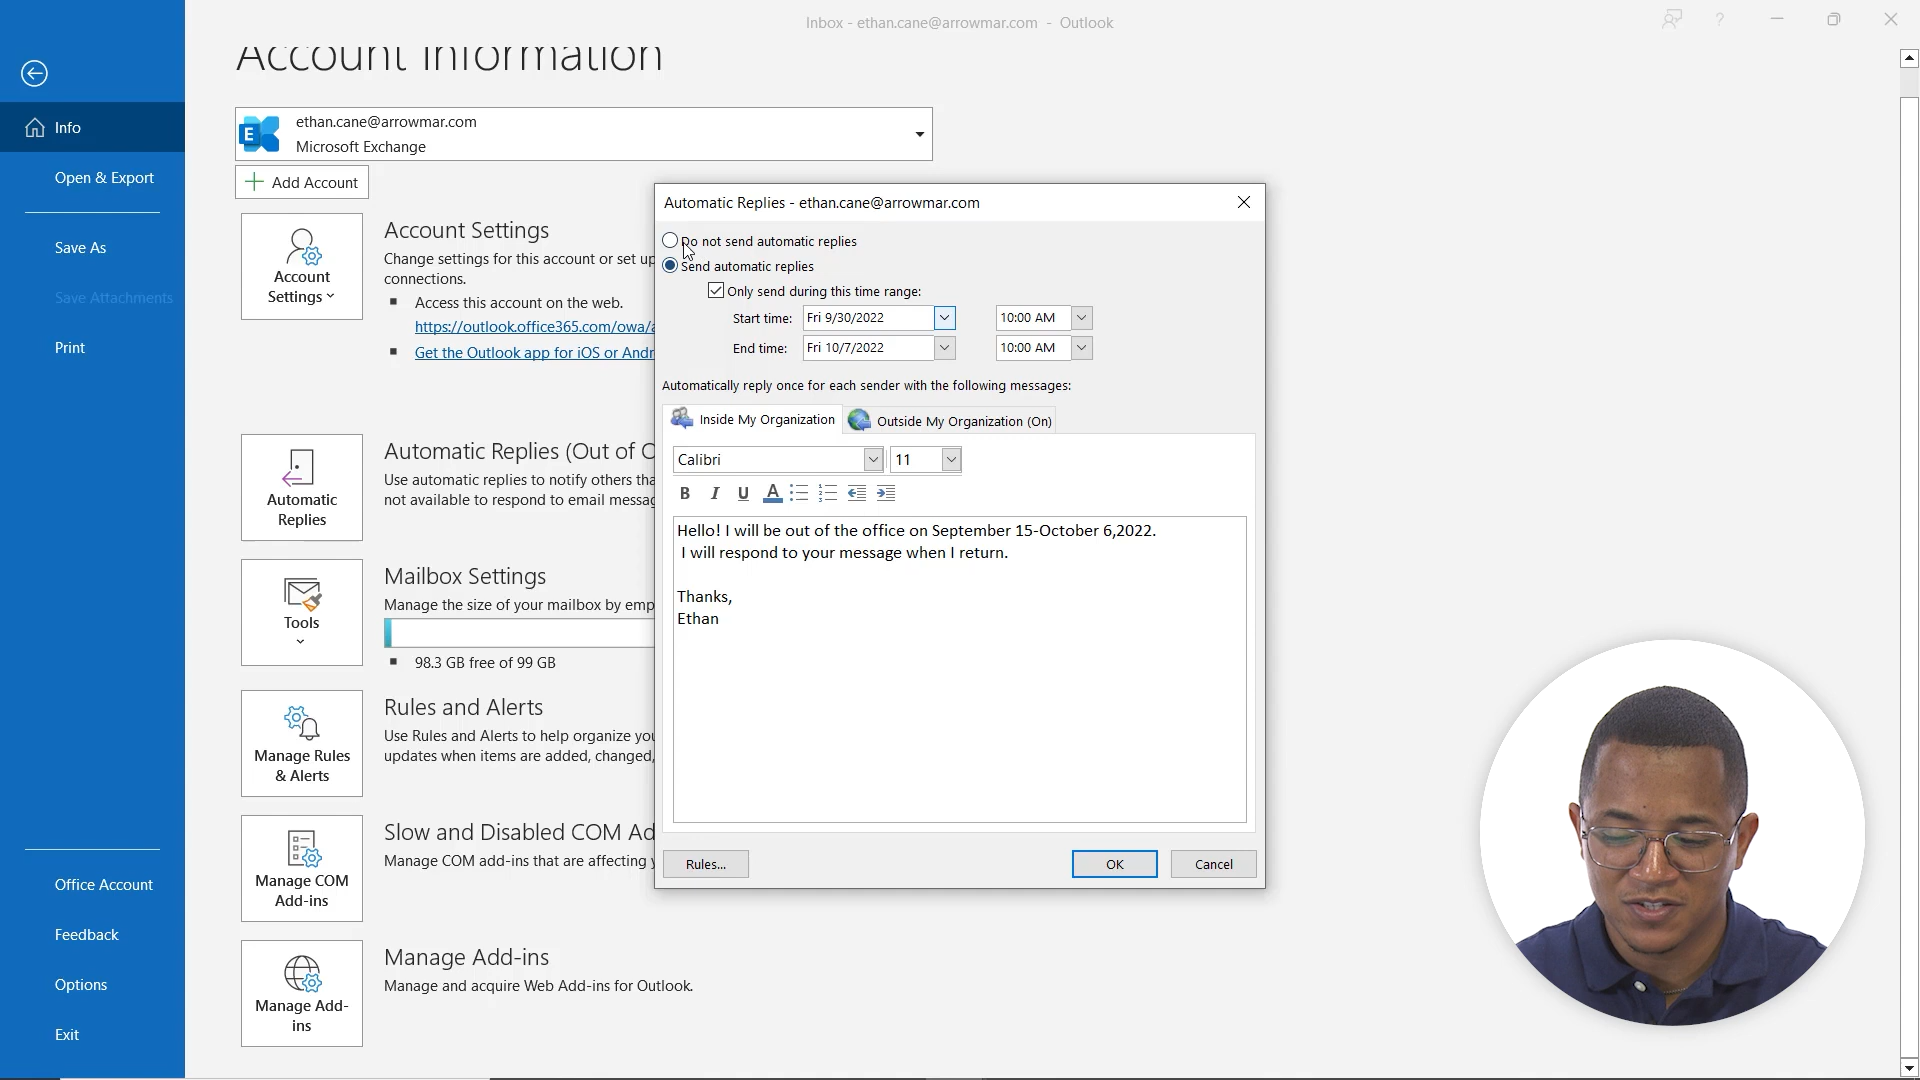 Inbox - ethan.cane@arrowmar.com - Outlook
Account Information
Info
Open & Export
Save As
Save Attachments
Print
Office Account
Feedback
Options
Exit
ethan.cane@arrowmar.com
Microsoft Exchange
Add Account
Account
Settings
Account Settings
Change settings for this account or set up
connections.
Access this account on the web.
https://outlook.office365.com/owa/
Get the Outlook app for iOS or Andr
Automatic
Replies
Automatic Replies (Out of O
Use automatic replies to notify others tha
not available to respond to email messag
Tools
Mailbox Settings
Manage the size of your mailbox by emp
98.3 GB free of 99 GB
Manage Rules
& Alerts
Rules and Alerts
Use Rules and Alerts to help organize you
updates when items are added, changed,
Manage COM
Add-ins
Slow and Disabled COM Ad
Manage COM add-ins that are affecting y
Manage Add-
ins
Manage Add-ins
Manage and acquire Web Add-ins for Outlook.
Automatic Replies - ethan.cane@arrowmar.com
Do not send automatic replies
Send automatic replies
Only send during this time range:
Start time: Fri 9/30/2022 10:00 AM
End time: Fri 10/7/2022 10:00 AM
Automatically reply once for each sender with the following messages:
Inside My Organization Outside My Organization (On)
Calibri 11
B I U A
Hello! I will be out of the office on September 15-October 6,2022.
I will respond to your message when I return.
Thanks,
Ethan
Rules... OK Cancel